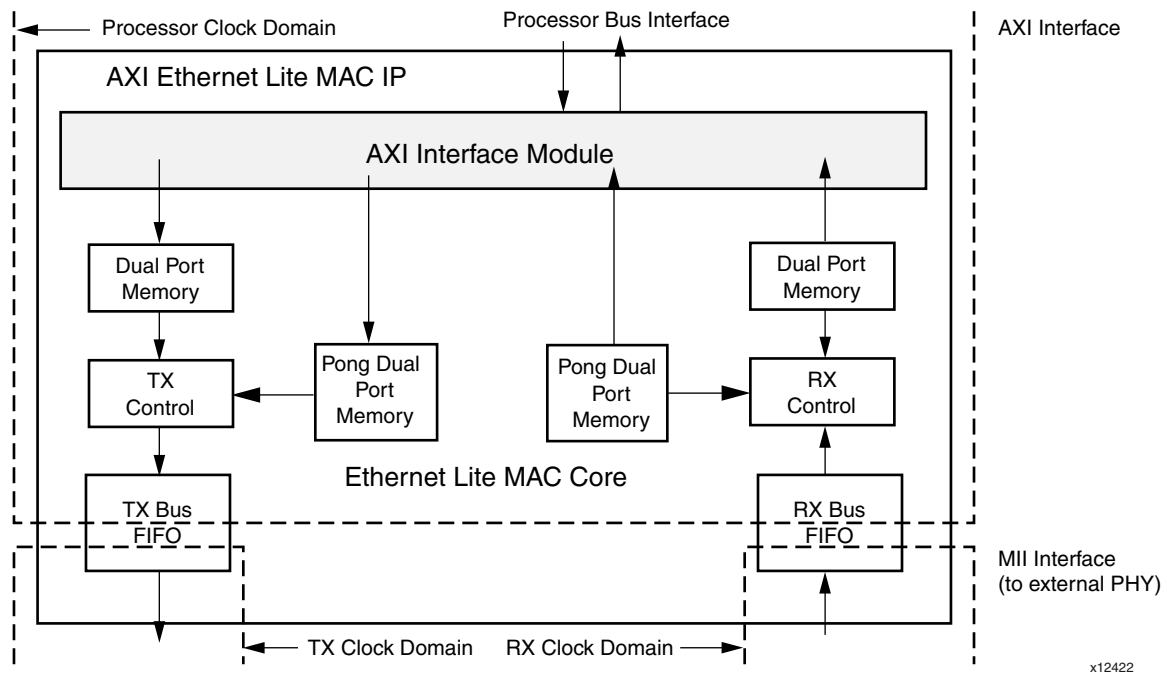 Processor Clock Domain
Processor Bus Interface
AXI Interface
AXI Ethernet Lite MAC IP
AXI Interface Module
Dual Port
Memory
Dual Port
Memory
TX
Control
Pong Dual
Port
Memory
Pong Dual
Port
Memory
RX
Control
Ethernet Lite MAC Core
TX Bus
FIFO
RX Bus
FIFO
MII Interface
(to external PHY)
TX Clock Domain
RX Clock Domain
x12422